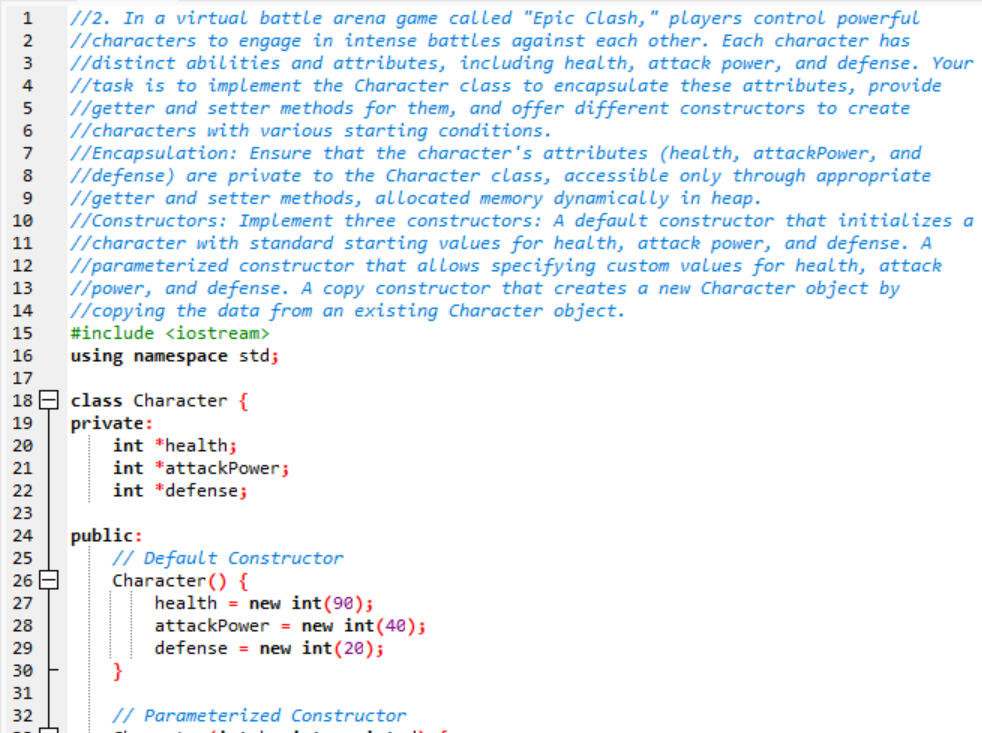 1 //2. In a virtual battle arena game called "Epic Clash," players control powerful
2 //characters to engage in intense battles against each other. Each character has
3 //distinct abilities and attributes, including health, attack power, and defense. Your
4 //task is to implement the Character class to encapsulate these attributes, provide
5 //getter and setter methods for them, and offer different constructors to create
6 //characters with various starting conditions.
7 //Encapsulation: Ensure that the character's attributes (health, attackPower, and
8 //defense) are private to the Character class, accessible only through appropriate
9 //getter and setter methods, allocated memory dynamically in heap.
10 //Constructors: Implement three constructors: A default constructor that initializes a
11 //character with standard starting values for health, attack power, and defense. A
12 //parameterized constructor that allows specifying custom values for health, attack
13 //power, and defense. A copy constructor that creates a new Character object by
14 //copying the data from an existing Character object.
15 #include <iostream>
16 using namespace std;
17
18 class Character {
19 private:
20 int *health;
21 int *attackPower;
22 int *defense;
23
24 public:
25 // Default Constructor
26 Character() {
27 health = new int(90);
28 attackPower = new int(40);
29 defense = new int(20);
30 }
31
32 // Parameterized Constructor